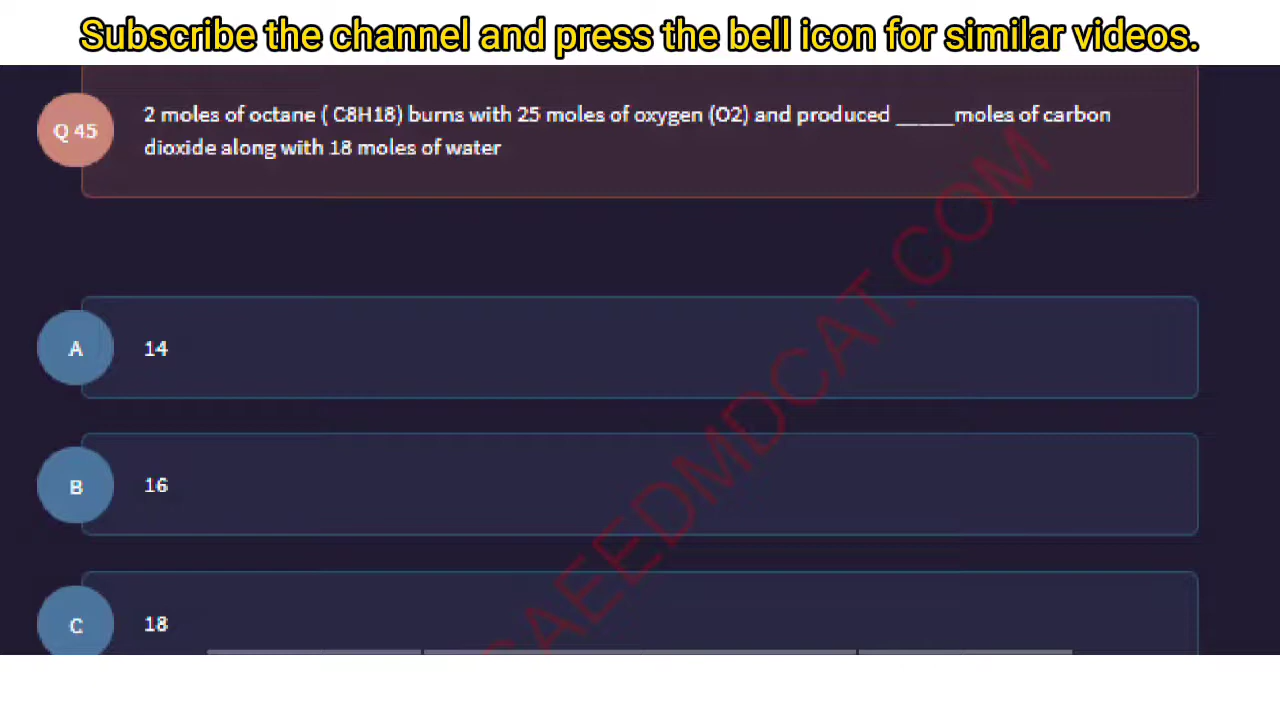 Subscribe the channel and press the bell icon for similar videos.
Q 45
2 moles of octane ( C8H18) burns with 25 moles of oxygen (O2) and produced _____moles of carbon
dioxide along with 18 moles of water
A
14
B
16
C
18
SAEEDMDCAT.COM